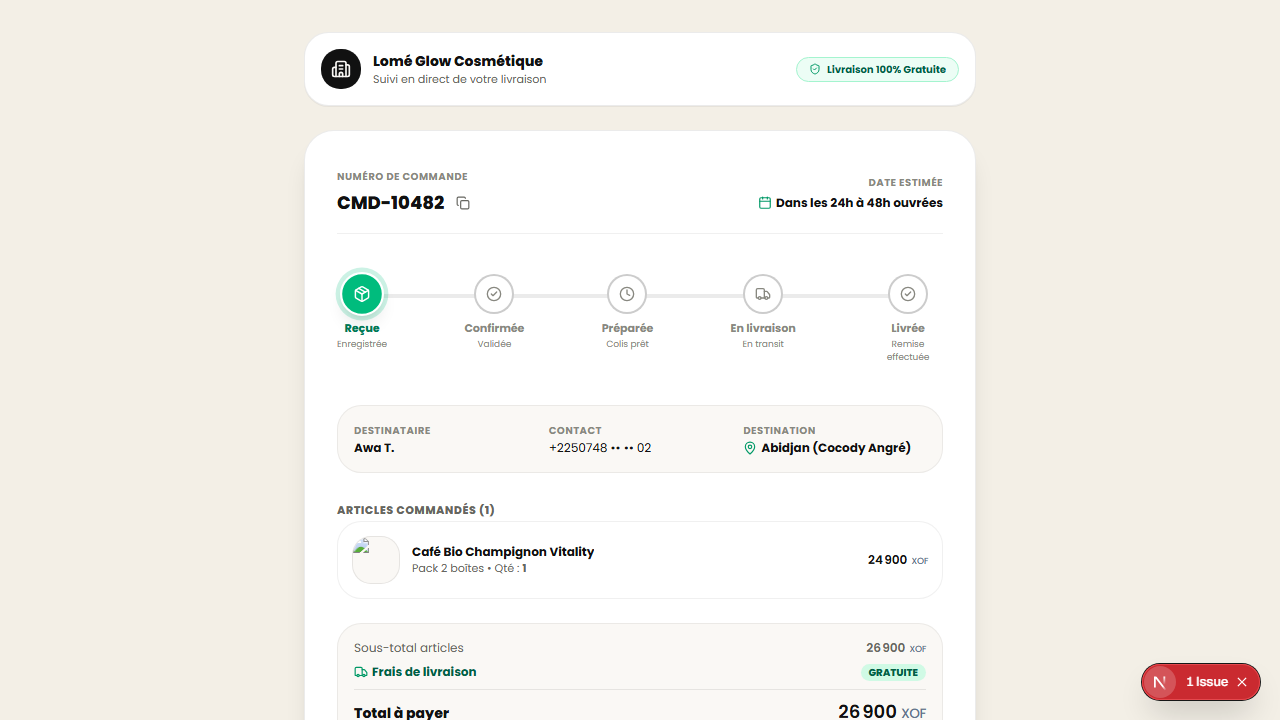 Lomé Glow Cosmétique
Suivi en direct de votre livraison
Livraison 100% Gratuite
NUMÉRO DE COMMANDE
CMD-10482
DATE ESTIMÉE
Dans les 24h à 48h ouvrées
Reçue
Enregistrée
Confirmée
Validée
Préparée
Colis prêt
En livraison
En transit
Livrée
Remise
effectuée
DESTINATAIRE
Awa T.
CONTACT
+2250748 •• •• 02
DESTINATION
Abidjan (Cocody Angré)
ARTICLES COMMANDÉS (1)
Café Bio Champignon Vitality
Pack 2 boîtes • Qté : 1
24 900 XOF
Sous-total articles
26 900 XOF
Frais de livraison
GRATUITE
Total à payer
26 900 XOF
1 Issue